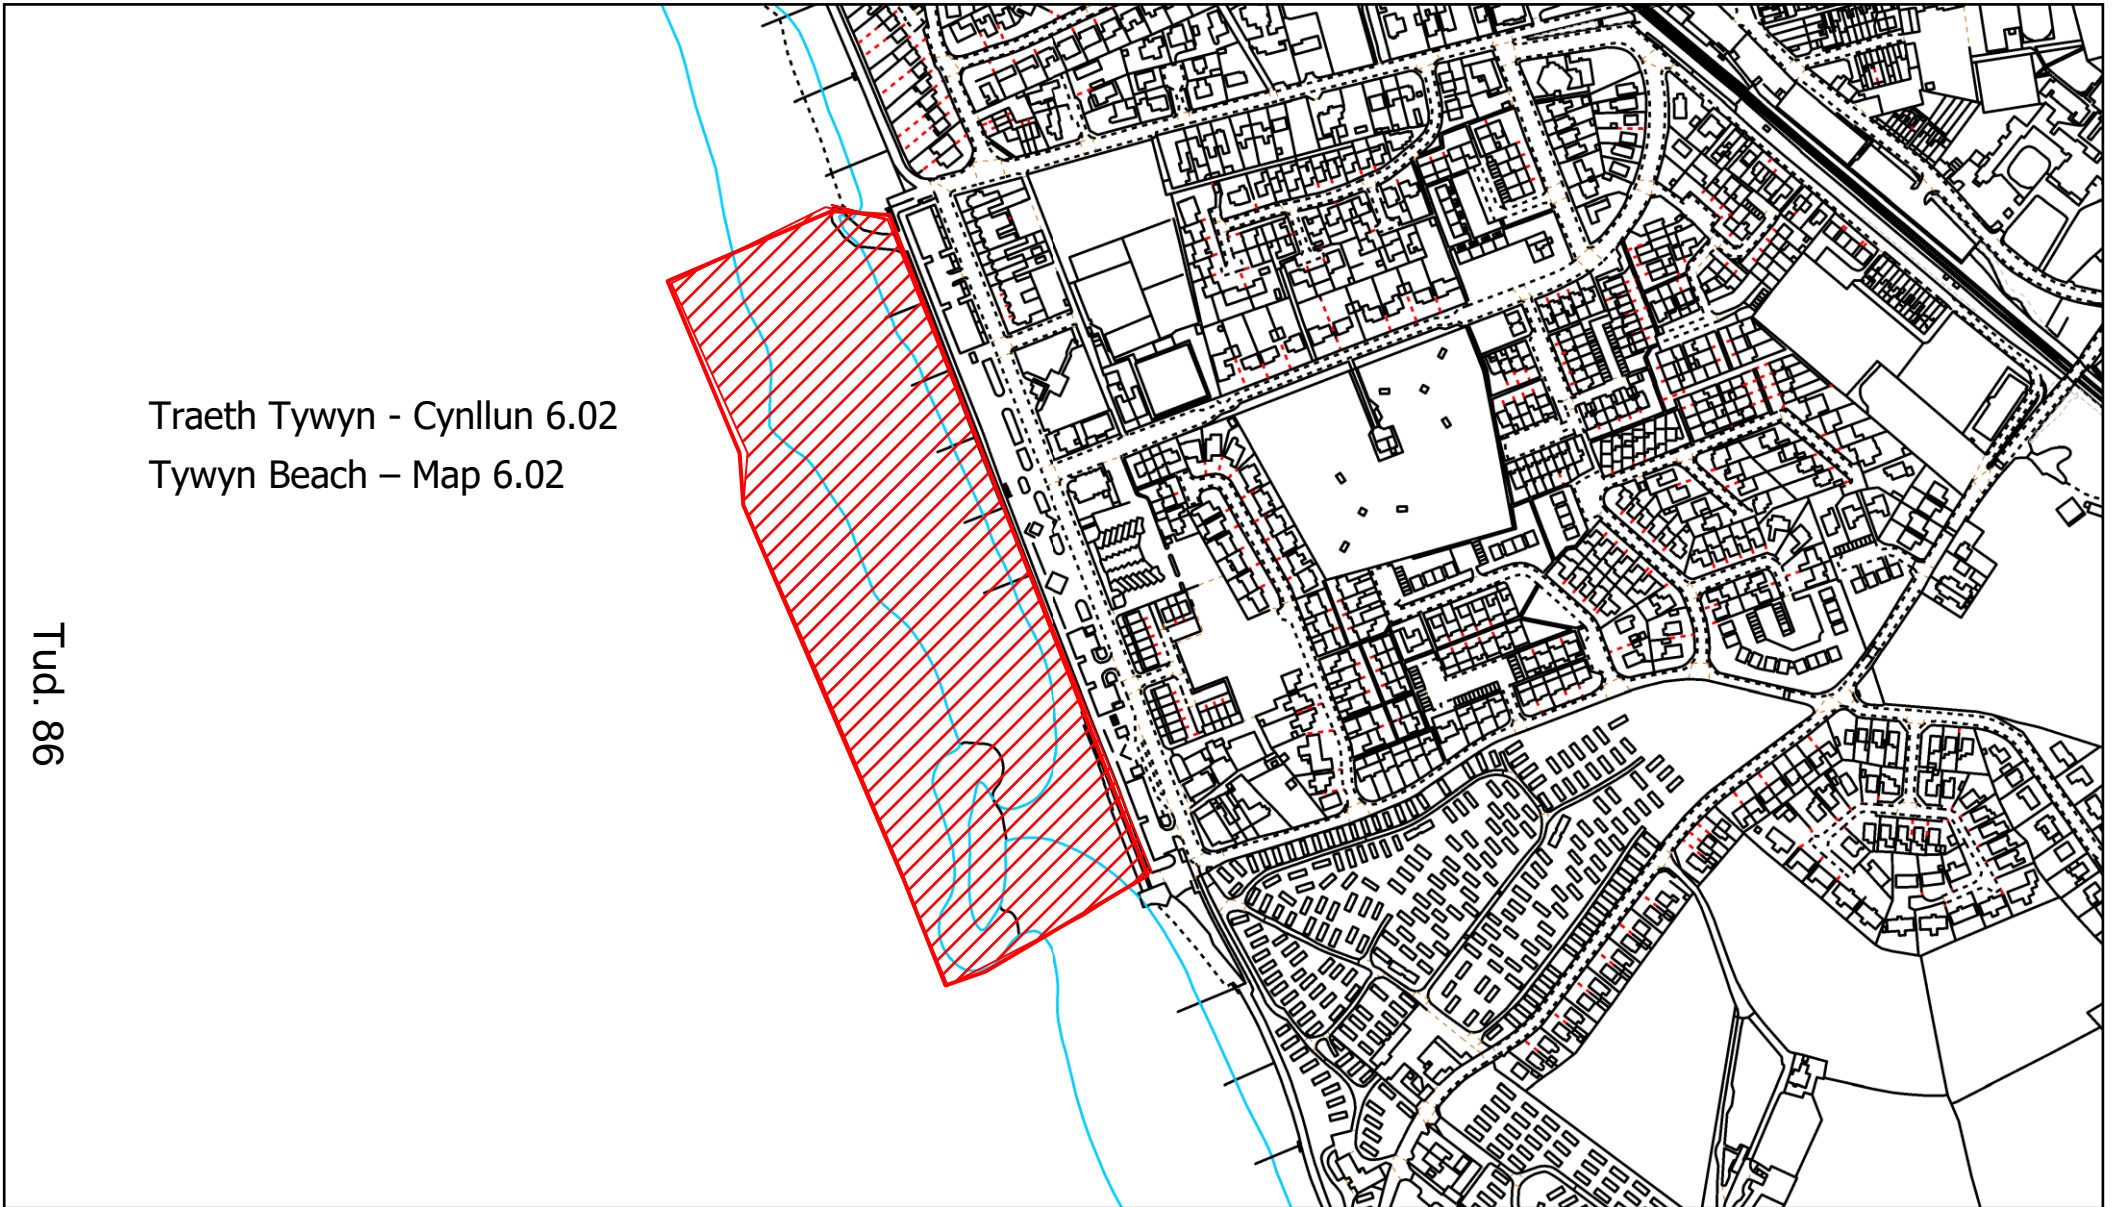 Traeth Tywyn - Cynllun 6.02
Tywyn Beach – Map 6.02
Tud. 86